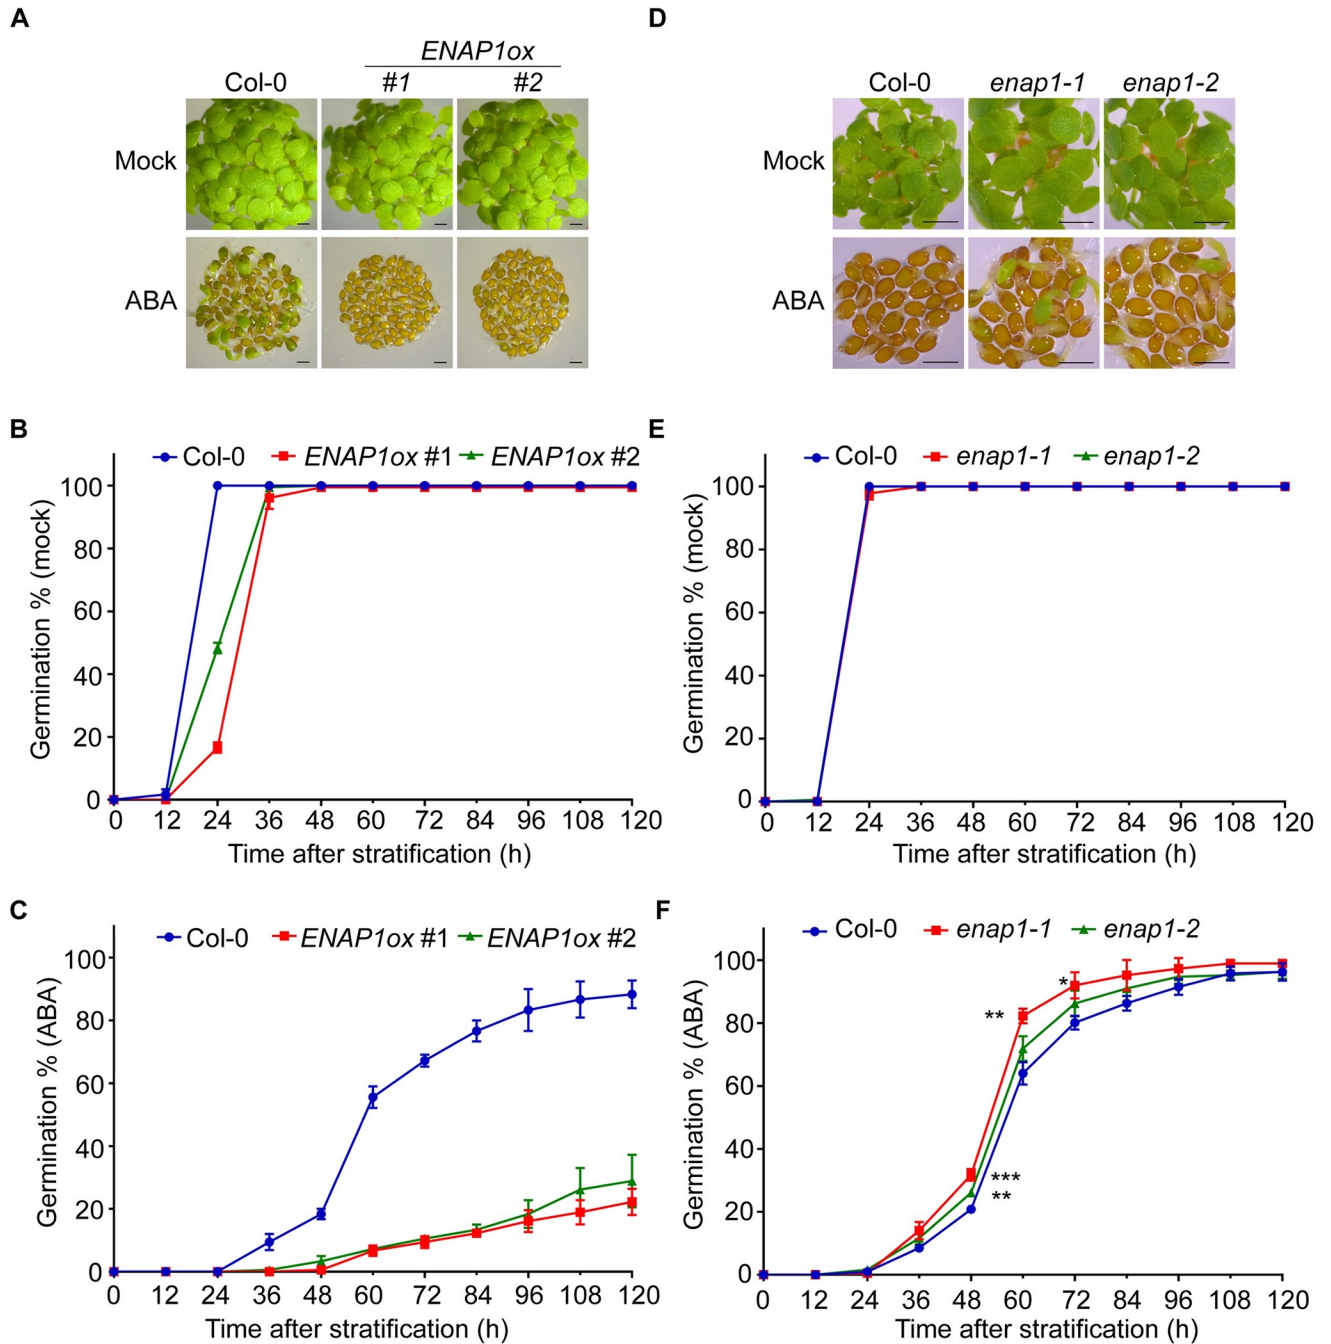 A
ENAP1ox
Col-0 #1 #2
Mock
ABA
D
Col-0 enap1-1 enap1-2
Mock
ABA
B
Col-0 ENAP1ox #1 ENAP1ox #2
Germination % (mock)
100
80
60
40
20
0
0 12 24 36 48 60 72 84 96 108 120
Time after stratification (h)
E
Col-0 enap1-1 enap1-2
Germination % (mock)
100
80
60
40
20
0
0 12 24 36 48 60 72 84 96 108 120
Time after stratification (h)
C
Col-0 ENAP1ox #1 ENAP1ox #2
Germination % (ABA)
100
80
60
40
20
0
0 12 24 36 48 60 72 84 96 108 120
Time after stratification (h)
F
Col-0 enap1-1 enap1-2
Germination % (ABA)
100
80
60
40
20
0
*
**
***
**
0 12 24 36 48 60 72 84 96 108 120
Time after stratification (h)